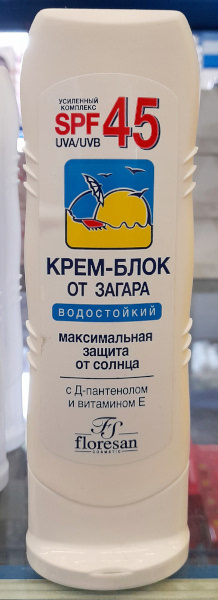 УСИЛЕННЫЙ
КОМПЛЕКС
SPF 45
UVA/UVB
КРЕМ-БЛОК
ОТ ЗАГАРА
ВОДОСТОЙКИЙ
МАКСИМАЛЬНАЯ
ЗАЩИТА
ОТ СОЛНЦА
с Д-пантенолом
и витамином Е
FS
floresan
COSMETIC